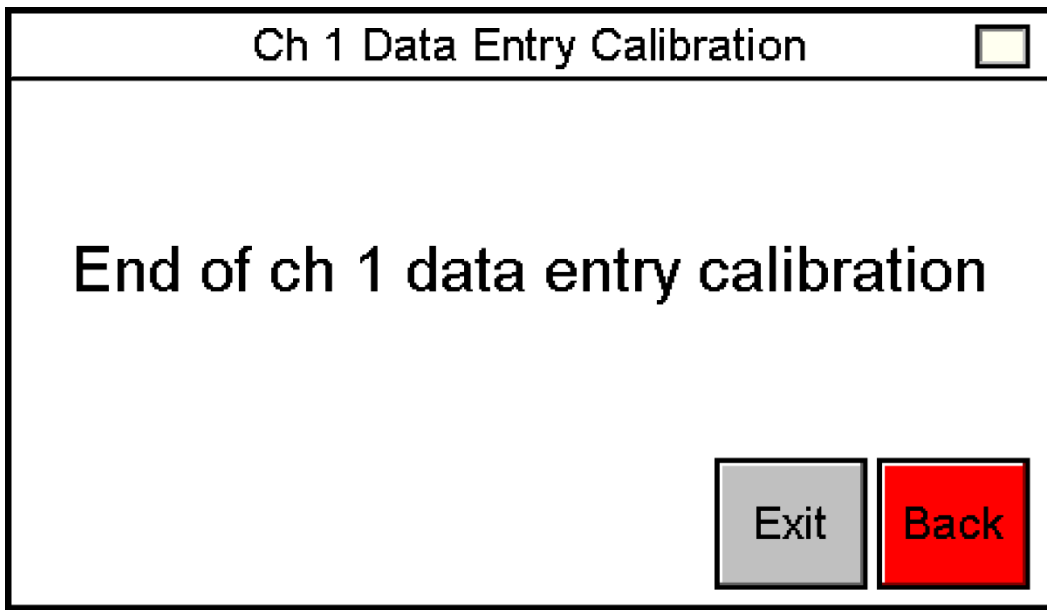 Ch 1 Data Entry Calibration
End of ch 1 data entry calibration
Exit Back